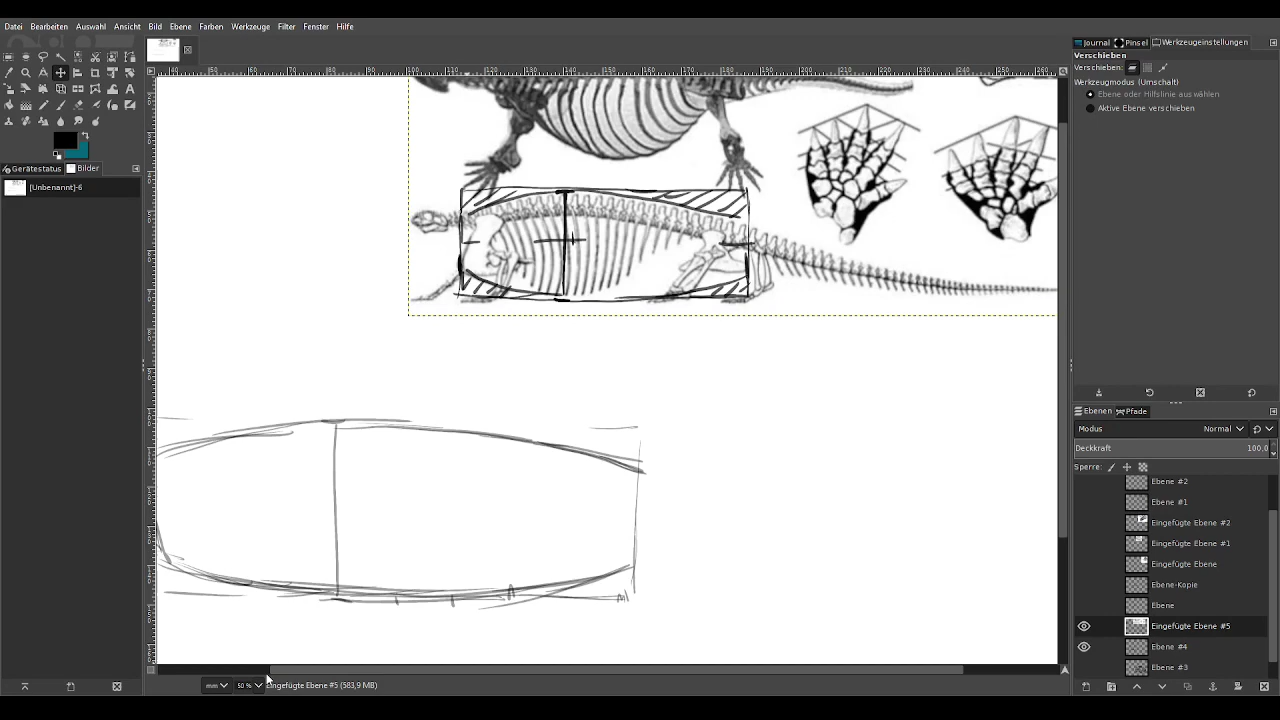 Datei Bearbeiten Auswahl Ansicht Bild Ebene Farben Werkzeuge Filter Fenster Hilfe
Journal Pinsel Werkzeugeinstellungen
Verschieben
Verschieben:
Werkzeugmodus (Umschalt)
Ebene oder Hilfslinie aus wählen
Aktive Ebene verschieben
Gerätestatus Bilder
[Unbenannt]-6
Ebenen Pfade
Modus Normal
Deckkraft 100,0
Sperre:
Ebene #2
Ebene #1
Eingefügte Ebene #2
Eingefügte Ebene #1
Eingefügte Ebene
Ebene-Kopie
Ebene
Eingefügte Ebene #5
Ebene #4
Ebene #3
mm 50 % Eingefügte Ebene #5 (583,9 MB)